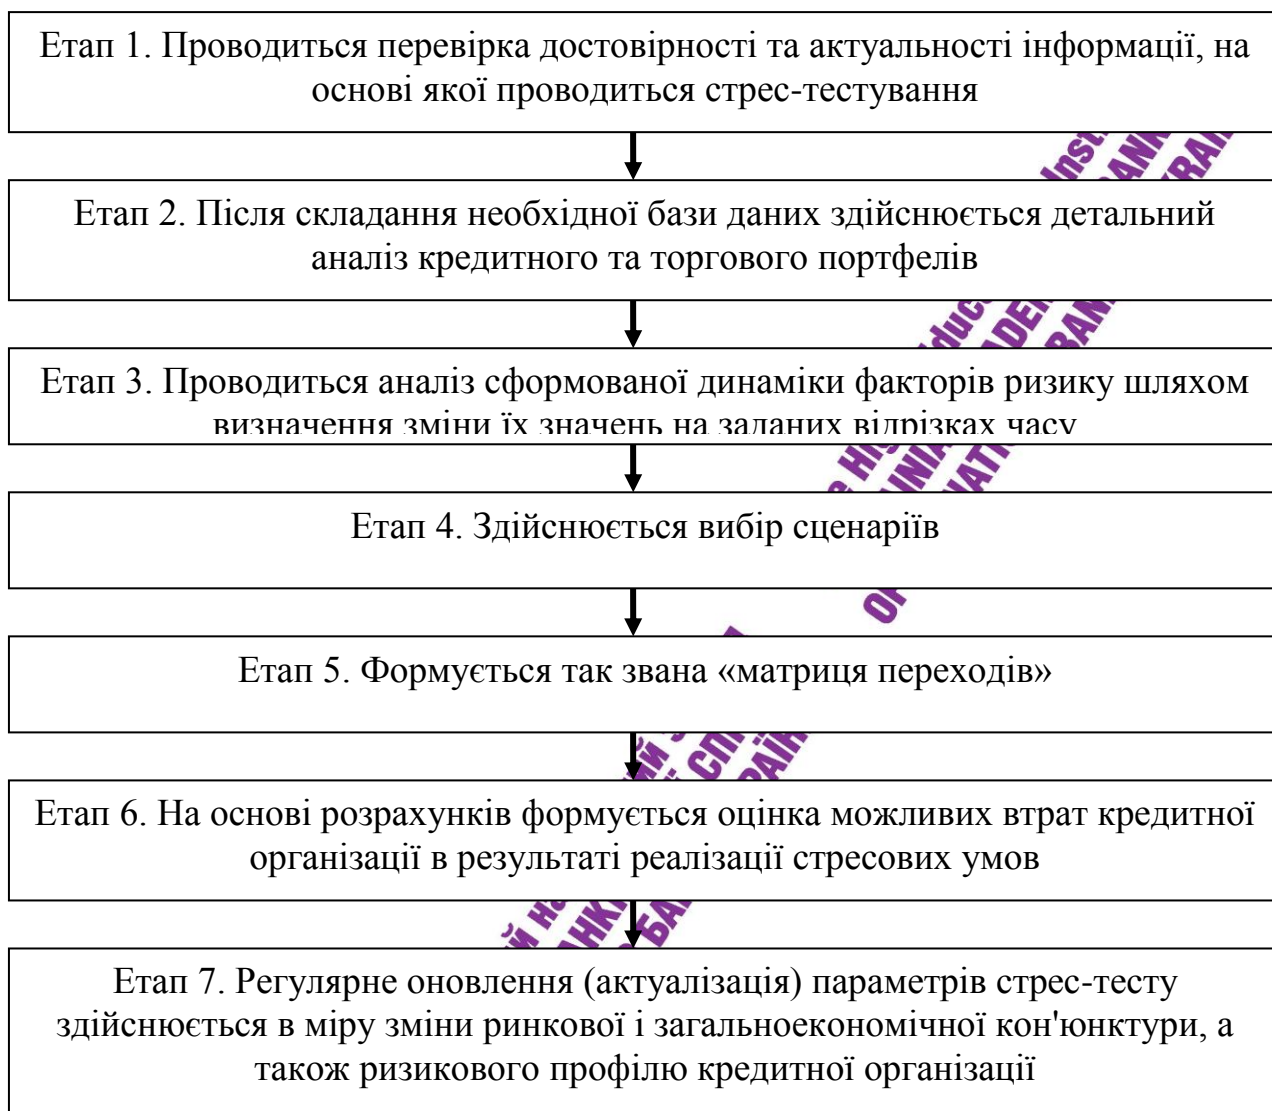 Етап 1. Проводиться перевірка достовірності та актуальності інформації, на
основі якої проводиться стрес-тестування
Етап 2. Після складання необхідної бази даних здійснюється детальний
аналіз кредитного та торгового портфелів
Етап 3. Проводиться аналіз сформованої динаміки факторів ризику шляхом
визначення зміни їх значень на заданих відрізках часу
Етап 4. Здійснюється вибір сценаріїв
Етап 5. Формується так звана «матриця переходів»
Етап 6. На основі розрахунків формується оцінка можливих втрат кредитної
організації в результаті реалізації стресових умов
Етап 7. Регулярне оновлення (актуалізація) параметрів стрес-тесту
здійснюється в міру зміни ринкової і загальноекономічної кон'юнктури, а
також ризикового профілю кредитної організації